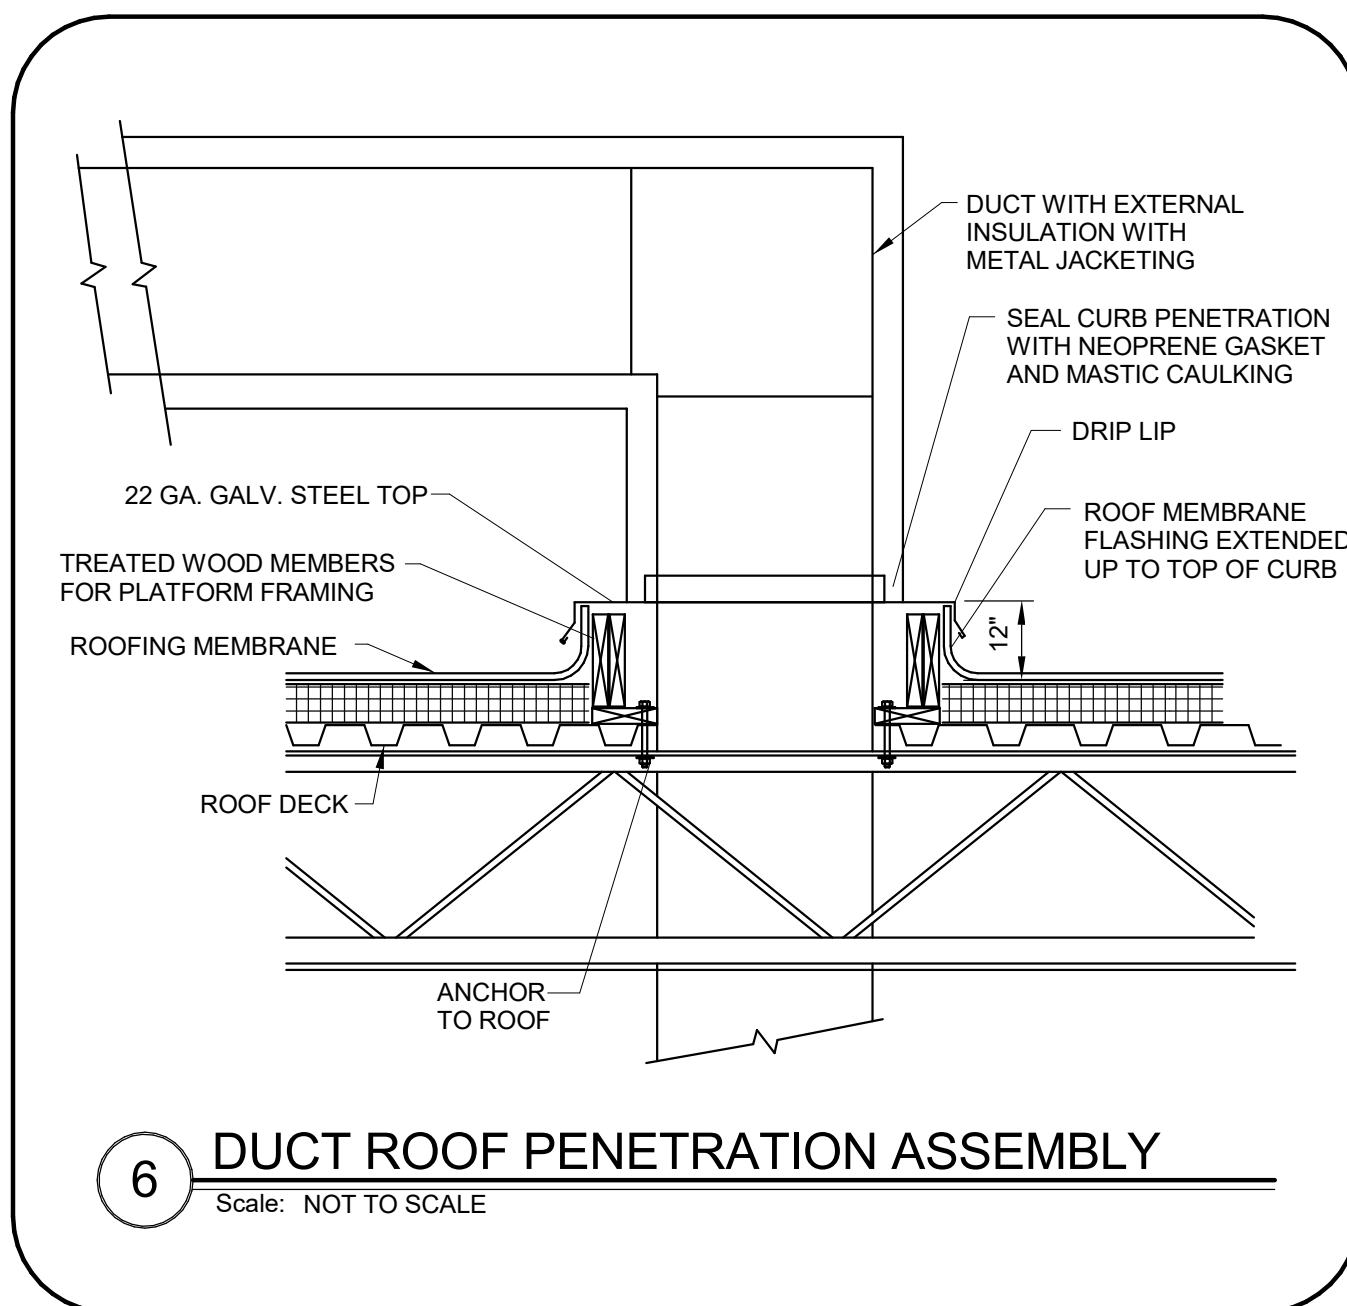 DUCT WITH EXTERNAL
INSULATION WITH
METAL JACKETING
SEAL CURB PENETRATION
WITH NEOPRENE GASKET
AND MASTIC CAULKING
DRIP LIP
22 GA. GALV. STEEL TOP
ROOF MEMBRANE
FLASHING EXTENDED
UP TO TOP OF CURB
TREATED WOOD MEMBERS
FOR PLATFORM FRAMING
12"
ROOFING MEMBRANE
ROOF DECK
ANCHOR
TO ROOF
6
DUCT ROOF PENETRATION ASSEMBLY
Scale: NOT TO SCALE